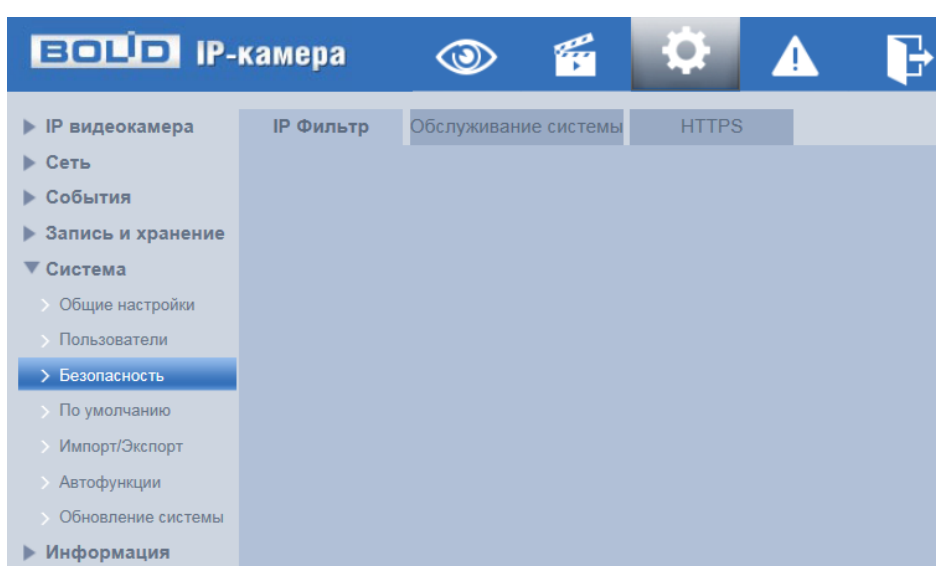 BOLID IP-камера
IP видеокамера
Сеть
События
Запись и хранение
Система
Общие настройки
Пользователи
Безопасность
По умолчанию
Импорт/Экспорт
Автофункции
Обновление системы
Информация
IP Фильтр
Обслуживание системы
HTTPS